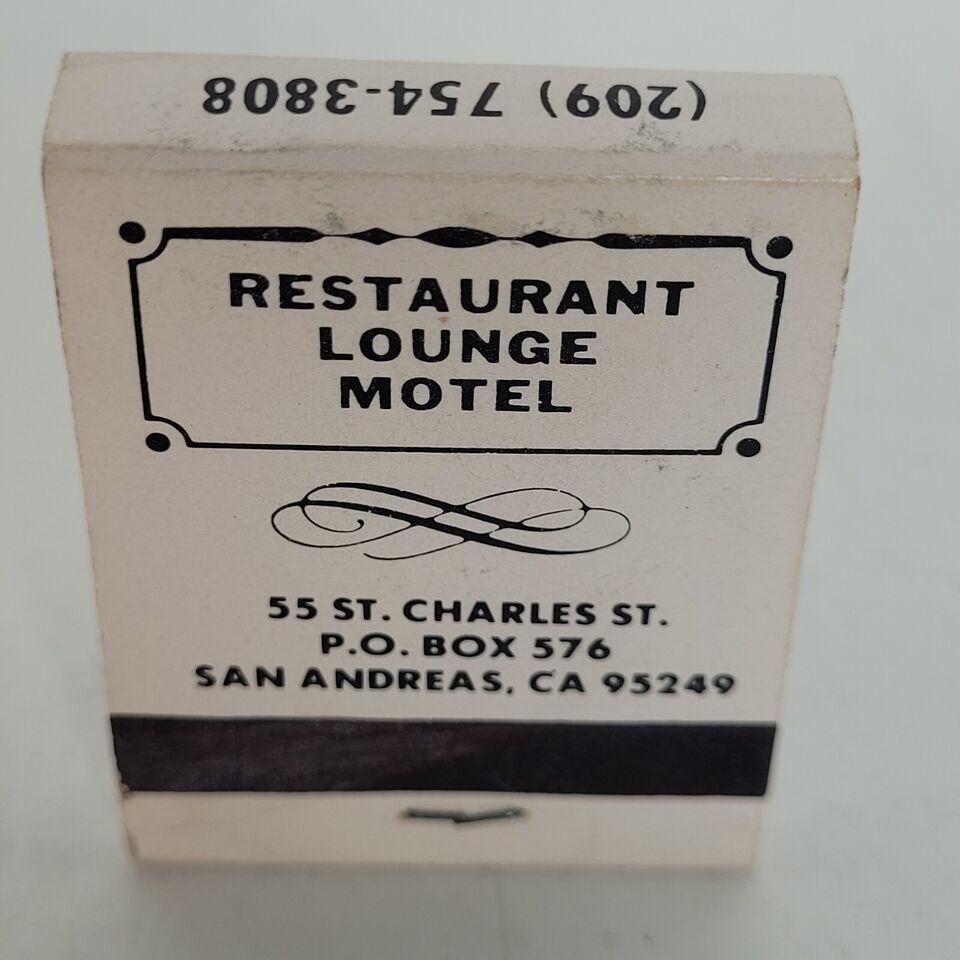 (209) 754-3808
RESTAURANT
LOUNGE
MOTEL
55 ST. CHARLES ST.
P.O. BOX 576
SAN ANDREAS, CA 95249